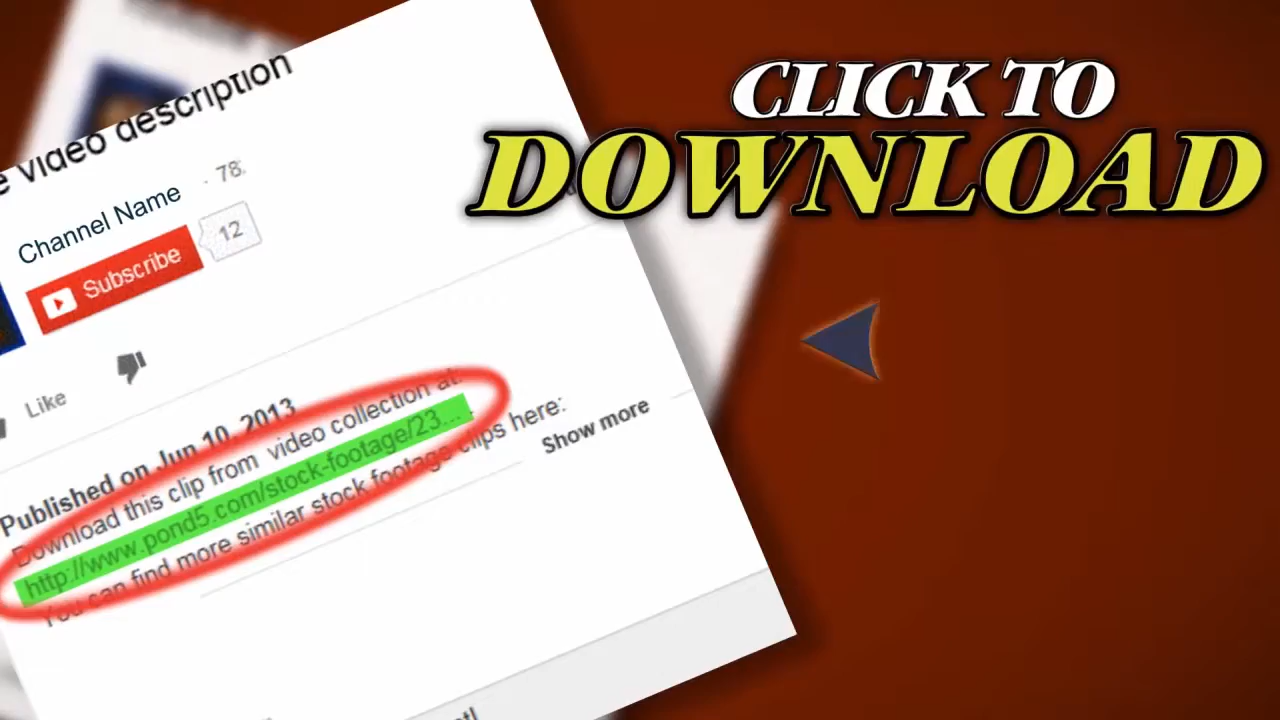 CLICK TO
DOWNLOAD
video description
Channel Name
78
Subscribe
12
Like
Published on Jun 10, 2013
Download this clip from video collection at
http://www.pond5.com/stock-footage/23...
You can find more similar stock footage clips here:
Show more